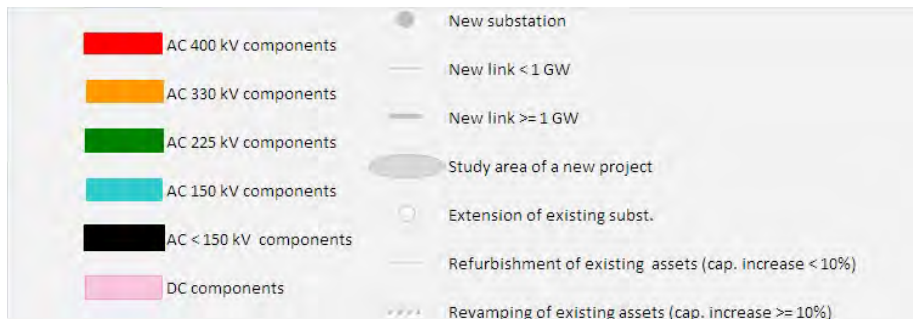 AC 400 kV components
AC 330 kV components
AC 225 kV components
AC 150 kV components
AC < 150 kV components
DC components
New substation
New link < 1 GW
New link >= 1 GW
Study area of a new project
Extension of existing subst.
Refurbishment of existing assets (cap. increase < 10%)
Revamping of existing assets (cap. increase >= 10%)